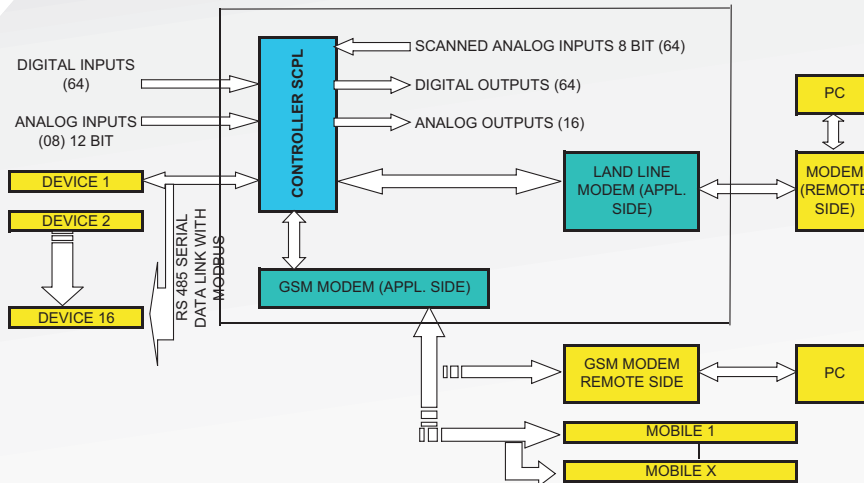 DIGITAL INPUTS
(64)
ANALOG INPUTS
(08) 12 BIT
CONTROLLER SCPL
SCANNED ANALOG INPUTS 8 BIT (64)
DIGITAL OUTPUTS (64)
ANALOG OUTPUTS (16)
DEVICE 1
DEVICE 2
DEVICE 16
RS 485 SERIAL
DATA LINK WITH
MODBUS
LAND LINE
MODEM (APPL.
SIDE)
PC
MODEM
(REMOTE
SIDE)
GSM MODEM (APPL. SIDE)
GSM MODEM
REMOTE SIDE
PC
MOBILE 1
MOBILE X